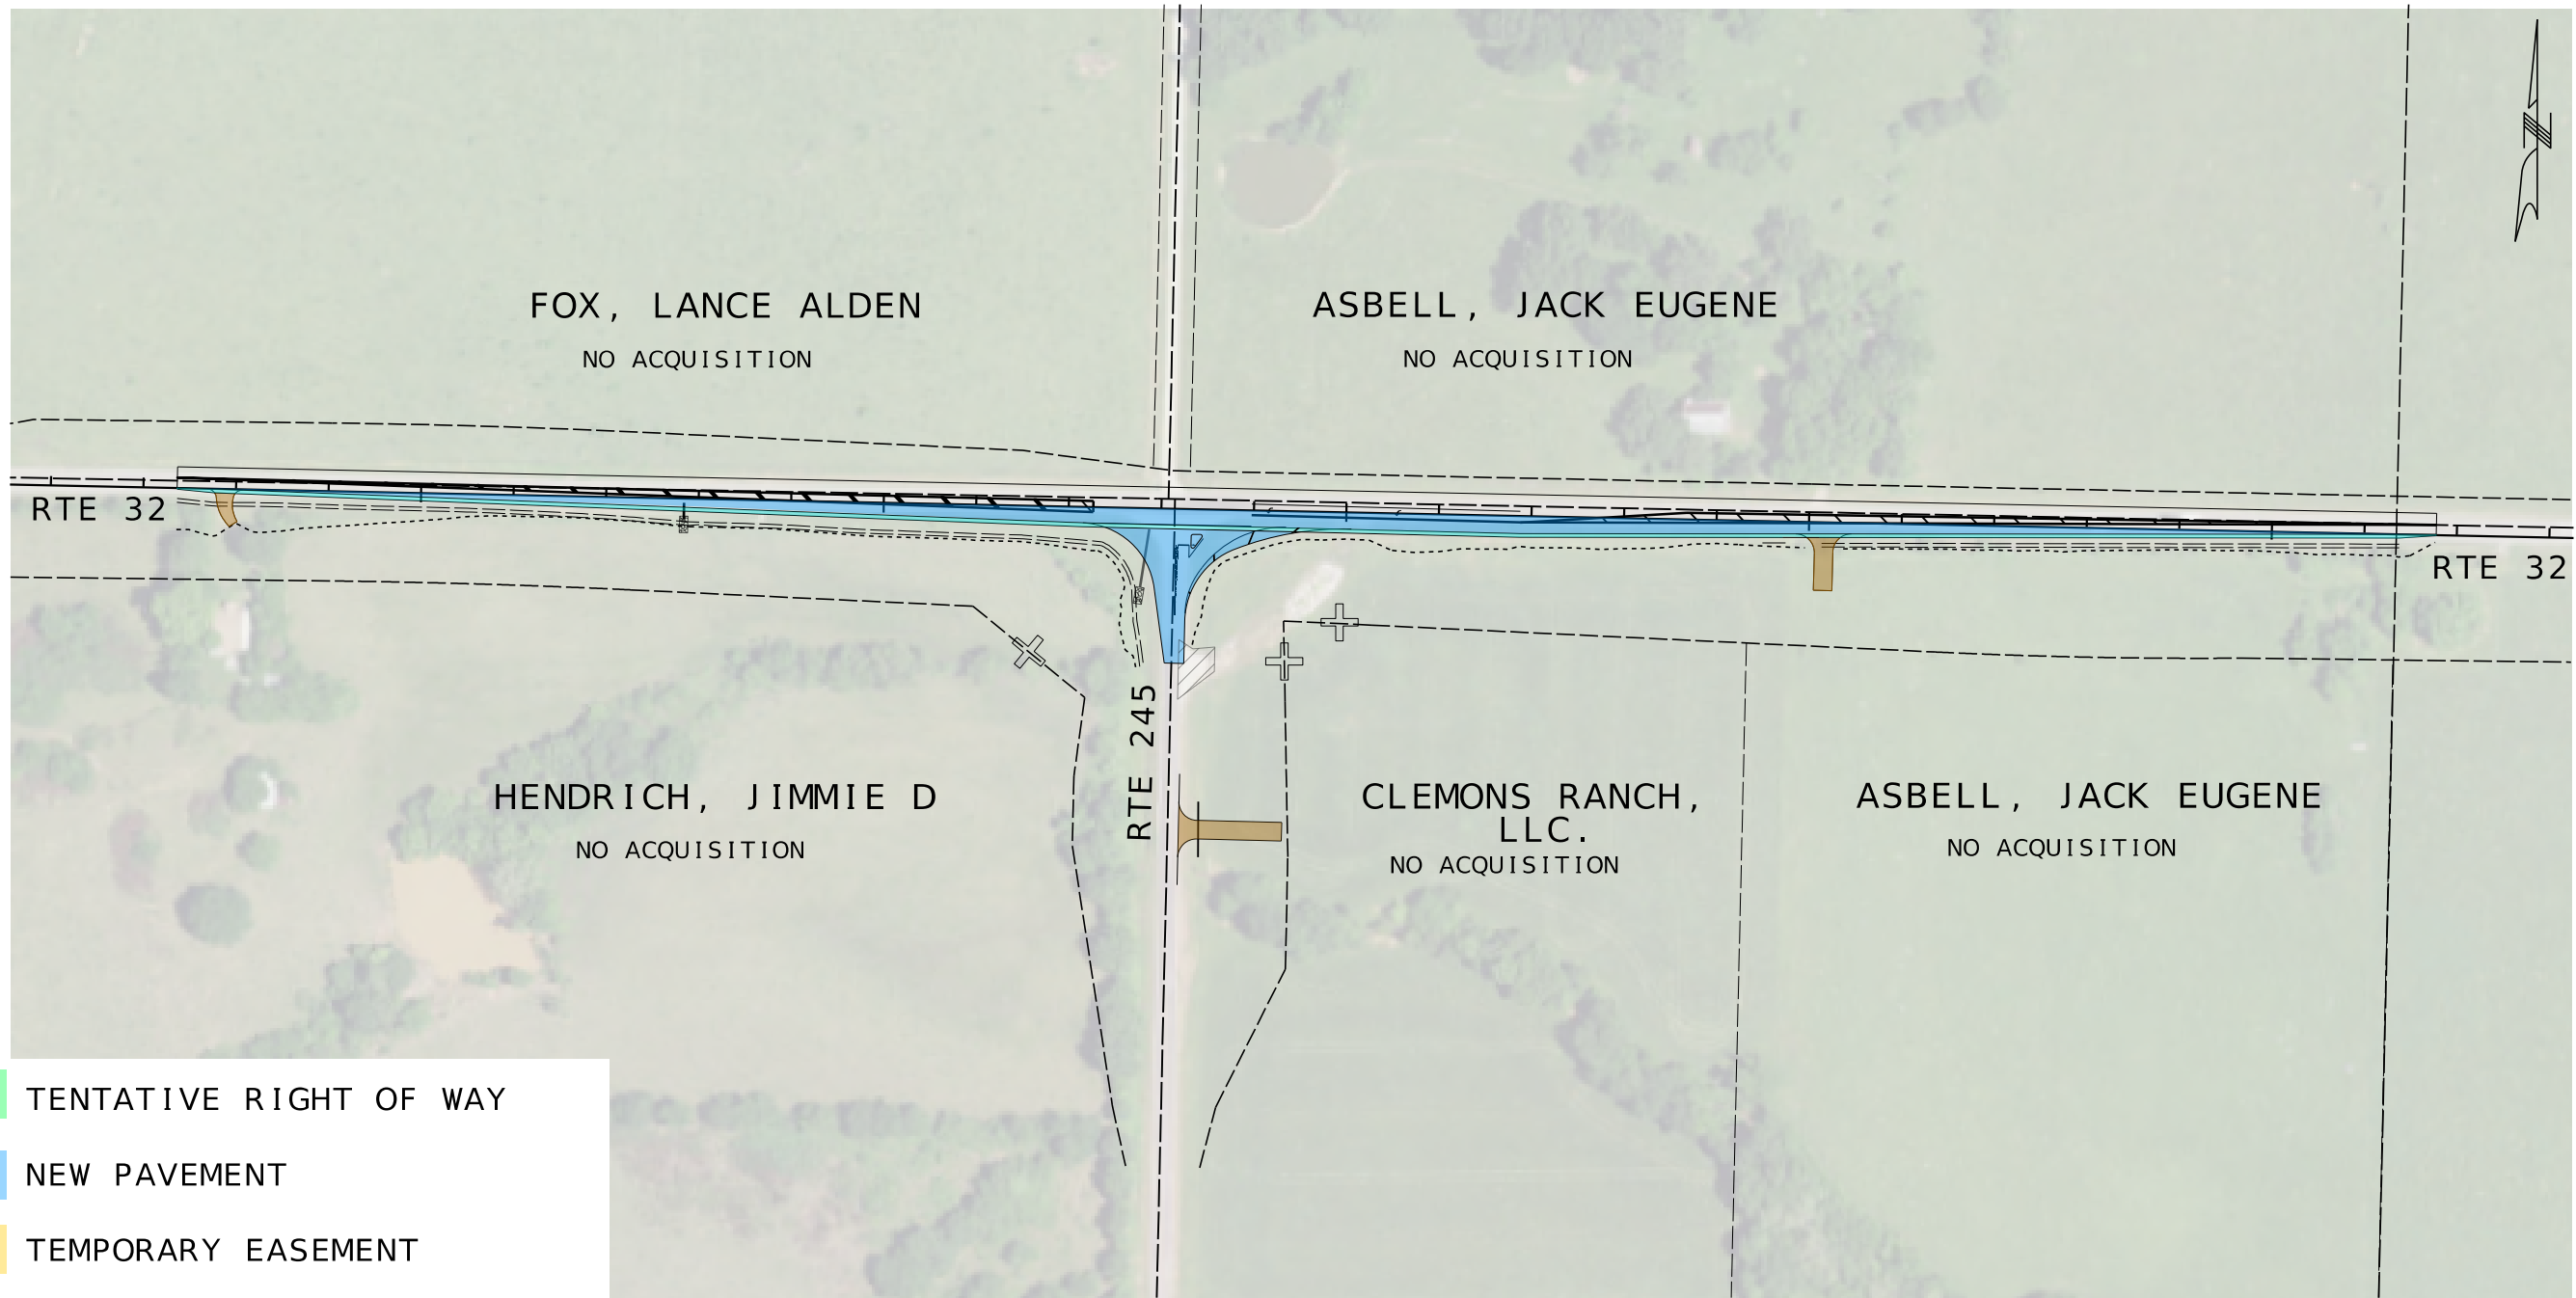 FOX, LANCE ALDEN
NO ACQUISITION
ASBELL, JACK EUGENE
NO ACQUISITION
RTE 32
RTE 32
RTE 245
HENDRICH, JIMMIE D
NO ACQUISITION
CLEMONS RANCH,
LLC.
NO ACQUISITION
ASBELL, JACK EUGENE
NO ACQUISITION
TENTATIVE RIGHT OF WAY
NEW PAVEMENT
TEMPORARY EASEMENT